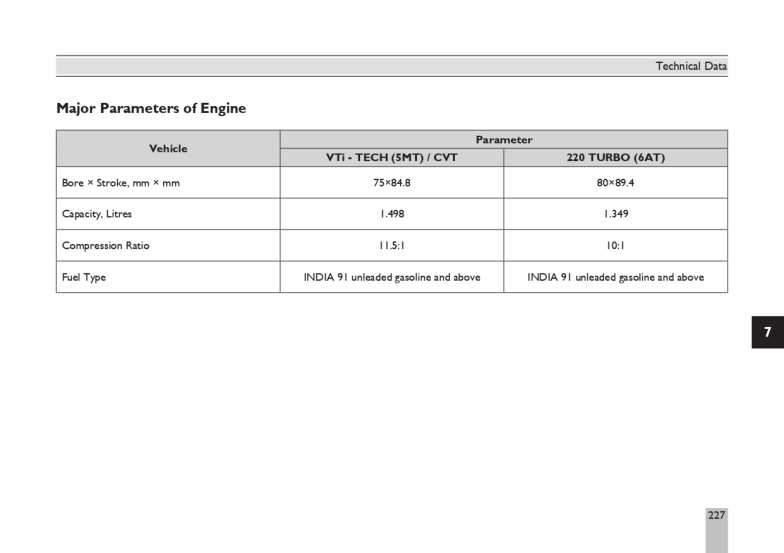 Technical Data
Major Parameters of Engine
Vehicle
Parameter
VTi - TECH (5MT) / CVT
220 TURBO (6AT)
Bore × Stroke, mm × mm
75×84.8
80×89.4
Capacity, Litres
1.498
1.349
Compression Ratio
11.5:1
10:1
Fuel Type
INDIA 91 unleaded gasoline and above
INDIA 91 unleaded gasoline and above
7
227